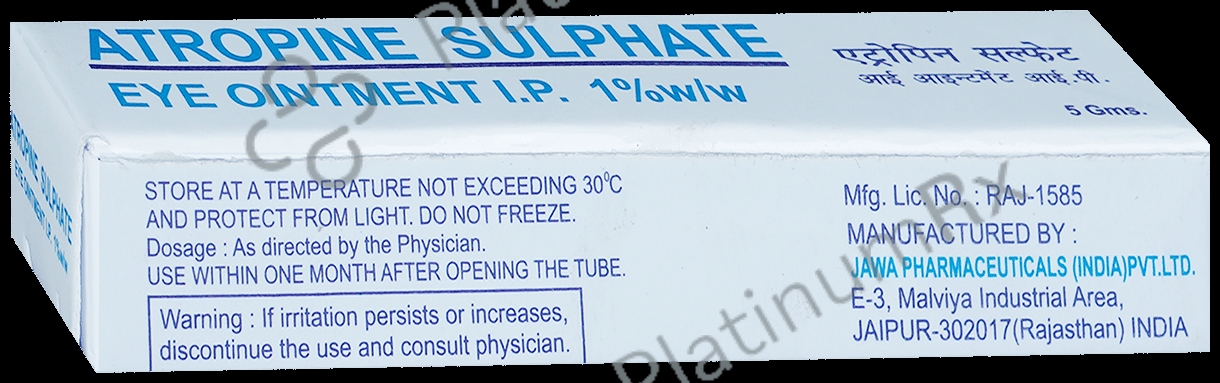 ATROPINE SULPHATE
EYE OINTMENT I.P. 1%w/w
एट्रोपिन सल्फेट
आई आइन्टमेंट आई.पी.
5 Gms.
ATROPINE SULPHATE
EYE OINTMENT I.P. 1%w/w
STORE AT A TEMPERATURE NOT EXCEEDING 30°C
AND PROTECT FROM LIGHT. DO NOT FREEZE.
Dosage : As directed by the Physician.
USE WITHIN ONE MONTH AFTER OPENING THE TUBE.
Warning : If irritation persists or increases,
discontinue the use and consult physician.
Mfg. Lic. No. : RAJ-1585
MANUFACTURED BY :
JAWA PHARMACEUTICALS (INDIA)PVT.LTD.
E-3, Malviya Industrial Area,
JAIPUR-302017(Rajasthan) INDIA
PlatinumRx